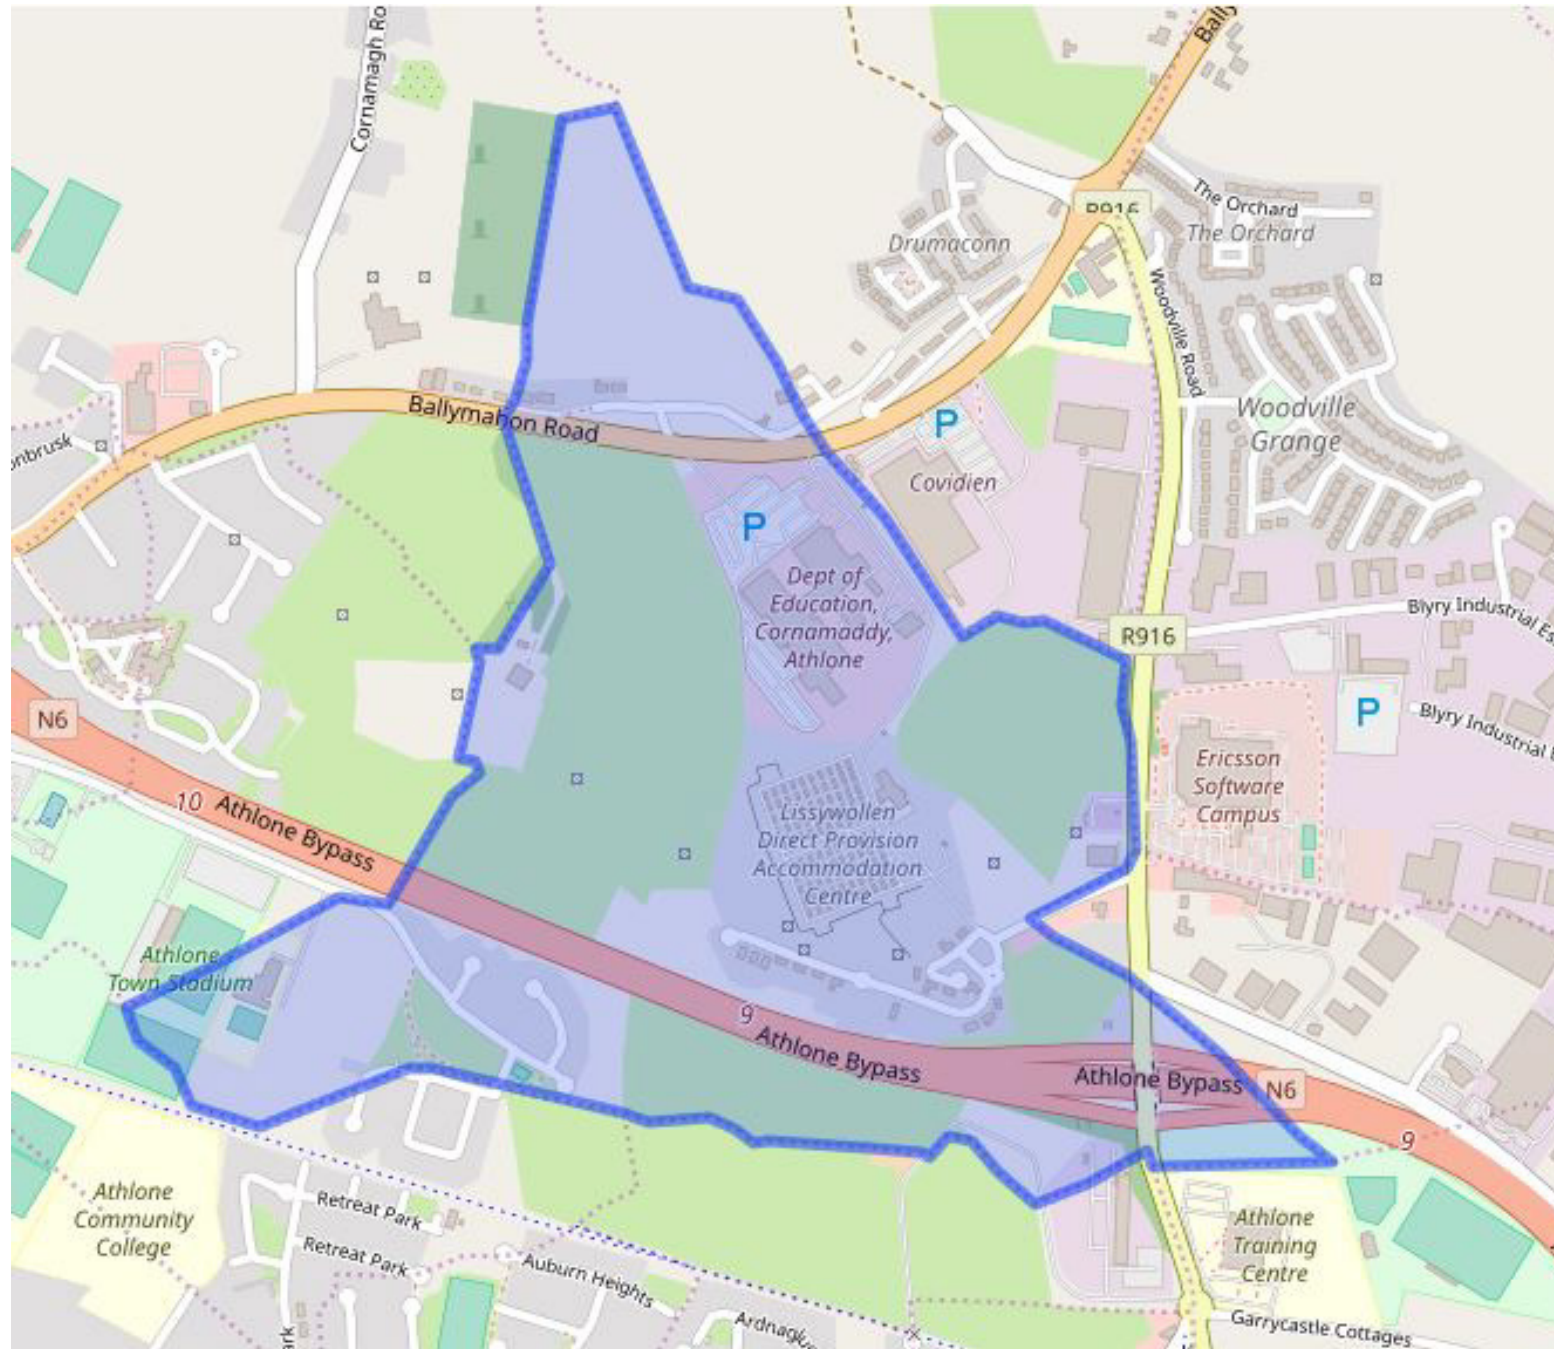 Cornamagh Ro
Bally
R916
The Orchard
The Orchard
Drumaconn
Woodville Road
Woodville
Grange
Ballymahon Road
onbrusk
P
Covidien
P
Dept of
Education,
Cornamaddy,
Athlone
Blyry Industrial Es
R916
N6
P
Blyry Industrial
Ericsson
Software
Campus
10
Athlone Bypass
Lissywollen
Direct Provision
Accommodation
Centre
Athlone
Town Stadium
9
Athlone Bypass
Athlone Bypass
N6
9
Athlone
Community
College
Retreat Park
Retreat Park
Auburn Heights
Athlone
Training
Centre
Garrycastle Cottages
ark